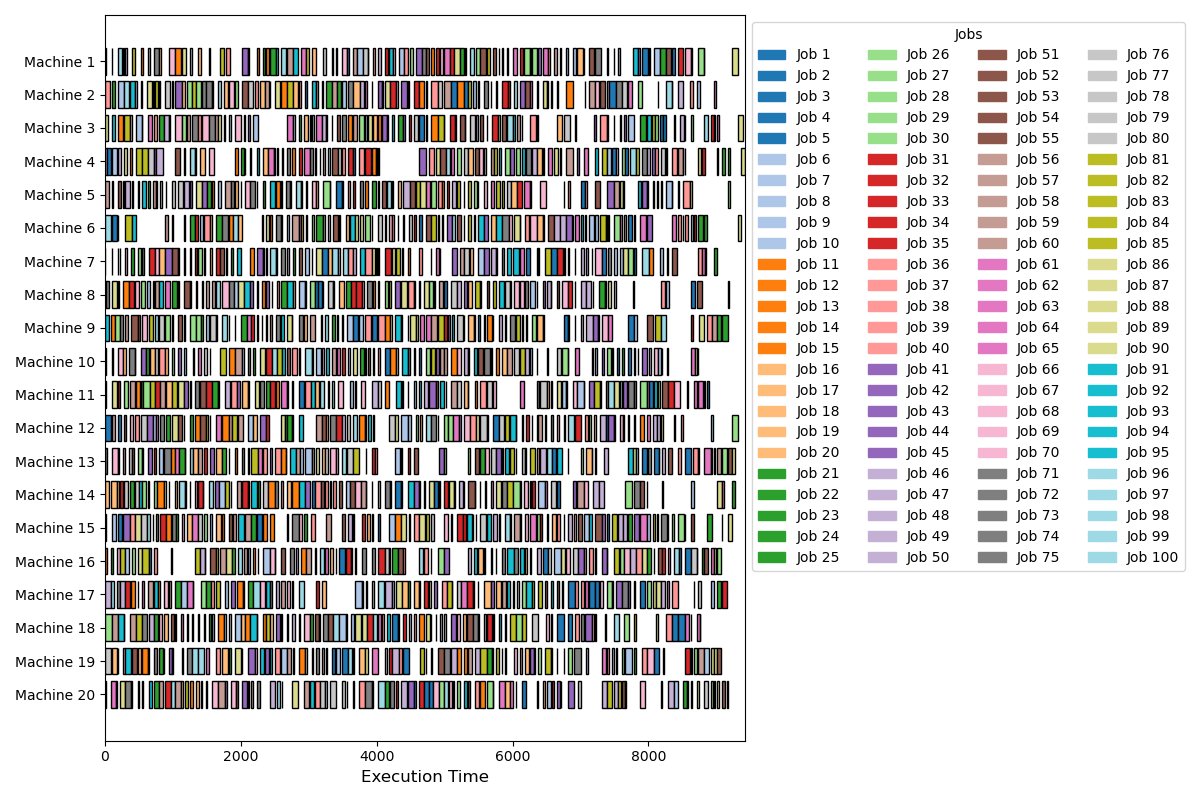 Machine 1
Machine 2
Machine 3
Machine 4
Machine 5
Machine 6
Machine 7
Machine 8
Machine 9
Machine 10
Machine 11
Machine 12
Machine 13
Machine 14
Machine 15
Machine 16
Machine 17
Machine 18
Machine 19
Machine 20
0 2000 4000 6000 8000
Execution Time
Jobs
Job 1
Job 2
Job 3
Job 4
Job 5
Job 6
Job 7
Job 8
Job 9
Job 10
Job 11
Job 12
Job 13
Job 14
Job 15
Job 16
Job 17
Job 18
Job 19
Job 20
Job 21
Job 22
Job 23
Job 24
Job 25
Job 26
Job 27
Job 28
Job 29
Job 30
Job 31
Job 32
Job 33
Job 34
Job 35
Job 36
Job 37
Job 38
Job 39
Job 40
Job 41
Job 42
Job 43
Job 44
Job 45
Job 46
Job 47
Job 48
Job 49
Job 50
Job 51
Job 52
Job 53
Job 54
Job 55
Job 56
Job 57
Job 58
Job 59
Job 60
Job 61
Job 62
Job 63
Job 64
Job 65
Job 66
Job 67
Job 68
Job 69
Job 70
Job 71
Job 72
Job 73
Job 74
Job 75
Job 76
Job 77
Job 78
Job 79
Job 80
Job 81
Job 82
Job 83
Job 84
Job 85
Job 86
Job 87
Job 88
Job 89
Job 90
Job 91
Job 92
Job 93
Job 94
Job 95
Job 96
Job 97
Job 98
Job 99
Job 100